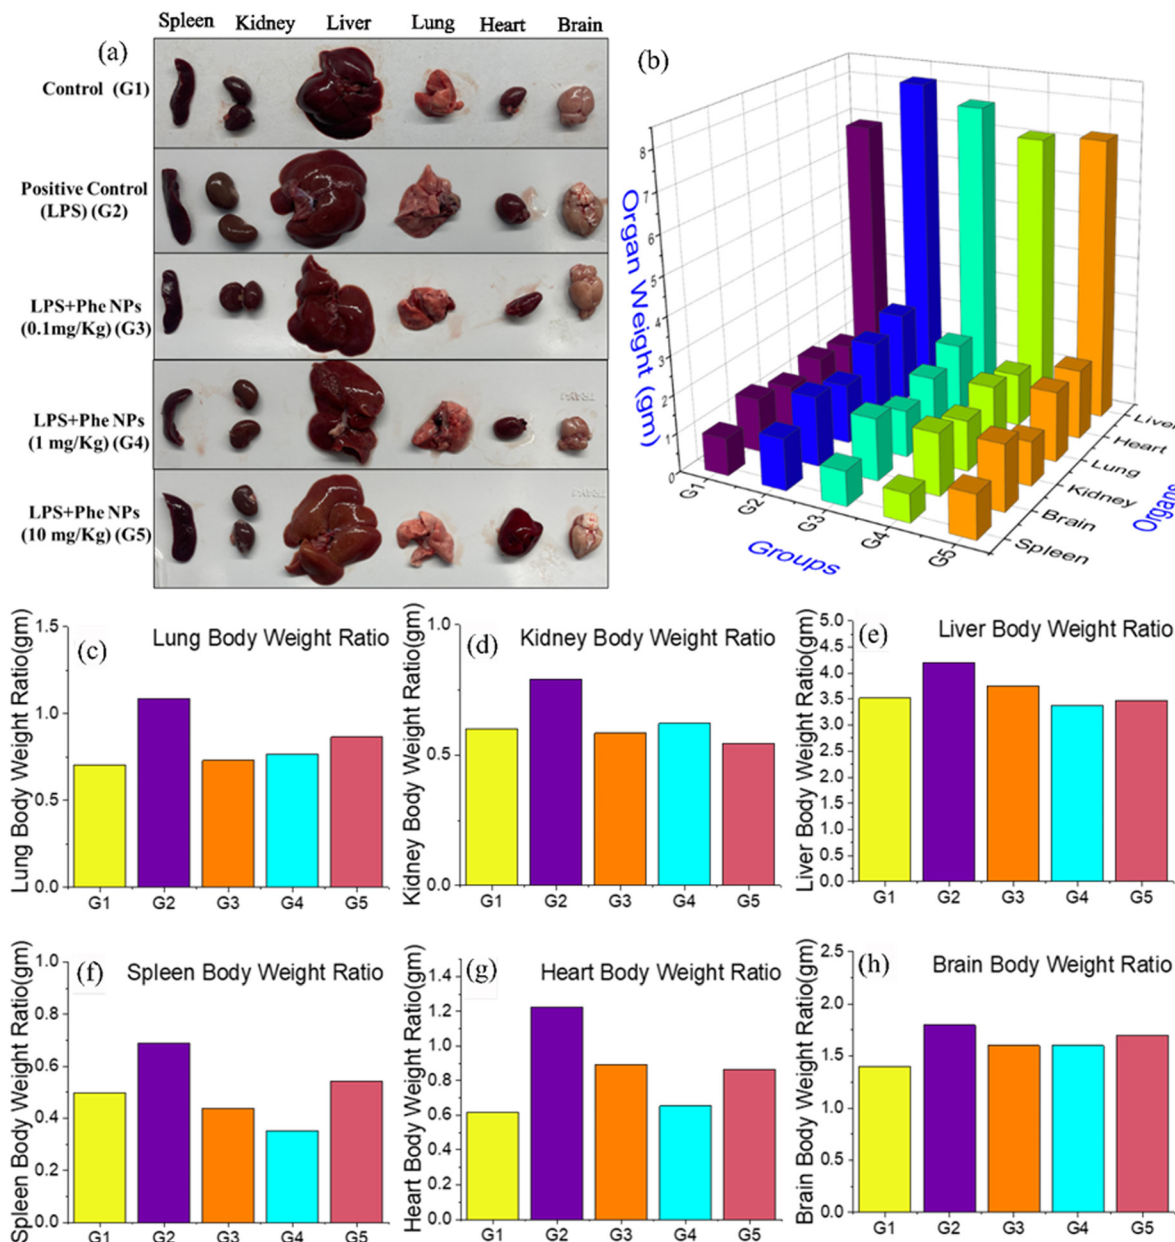 Spleen Kidney Liver Lung Heart Brain
(a)
Control (G1)
Positive Control
(LPS) (G2)
LPS+Phe NPs
(0.1mg/Kg) (G3)
LPS+Phe NPs
(1 mg/Kg) (G4)
LPS+Phe NPs
(10 mg/Kg) (G5)
(b)
Organ Weight (gm)
8
7
6
5
4
3
2
1
0
G1
G2
G3
G4
G5
Groups
Liver
Heart
Lung
Kidney
Brain
Spleen
Organs
(c)
Lung Body Weight Ratio
Lung Body Weight Ratio(gm)
1.5
1.0
0.5
0.0
G1 G2 G3 G4 G5
(d)
Kidney Body Weight Ratio
Kidney Body Weight Ratio(gm)
1.0
0.5
0.0
G1 G2 G3 G4 G5
(e)
Liver Body Weight Ratio
Liver Body Weight Ratio(gm)
5.0
4.5
4.0
3.5
3.0
2.5
2.0
1.5
1.0
0.5
0.0
G1 G2 G3 G4 G5
(f)
Spleen Body Weight Ratio
Spleen Body Weight Ratio(gm)
1.0
0.8
0.6
0.4
0.2
0.0
G1 G2 G3 G4 G5
(g)
Heart Body Weight Ratio
Heart Body Weight Ratio(gm)
1.4
1.2
1.0
0.8
0.6
0.4
0.2
0.0
G1 G2 G3 G4 G5
(h)
Brain Body Weight Ratio
Brain Body Weight Ratio(gm)
2.5
2.0
1.5
1.0
0.5
0.0
G1 G2 G3 G4 G5